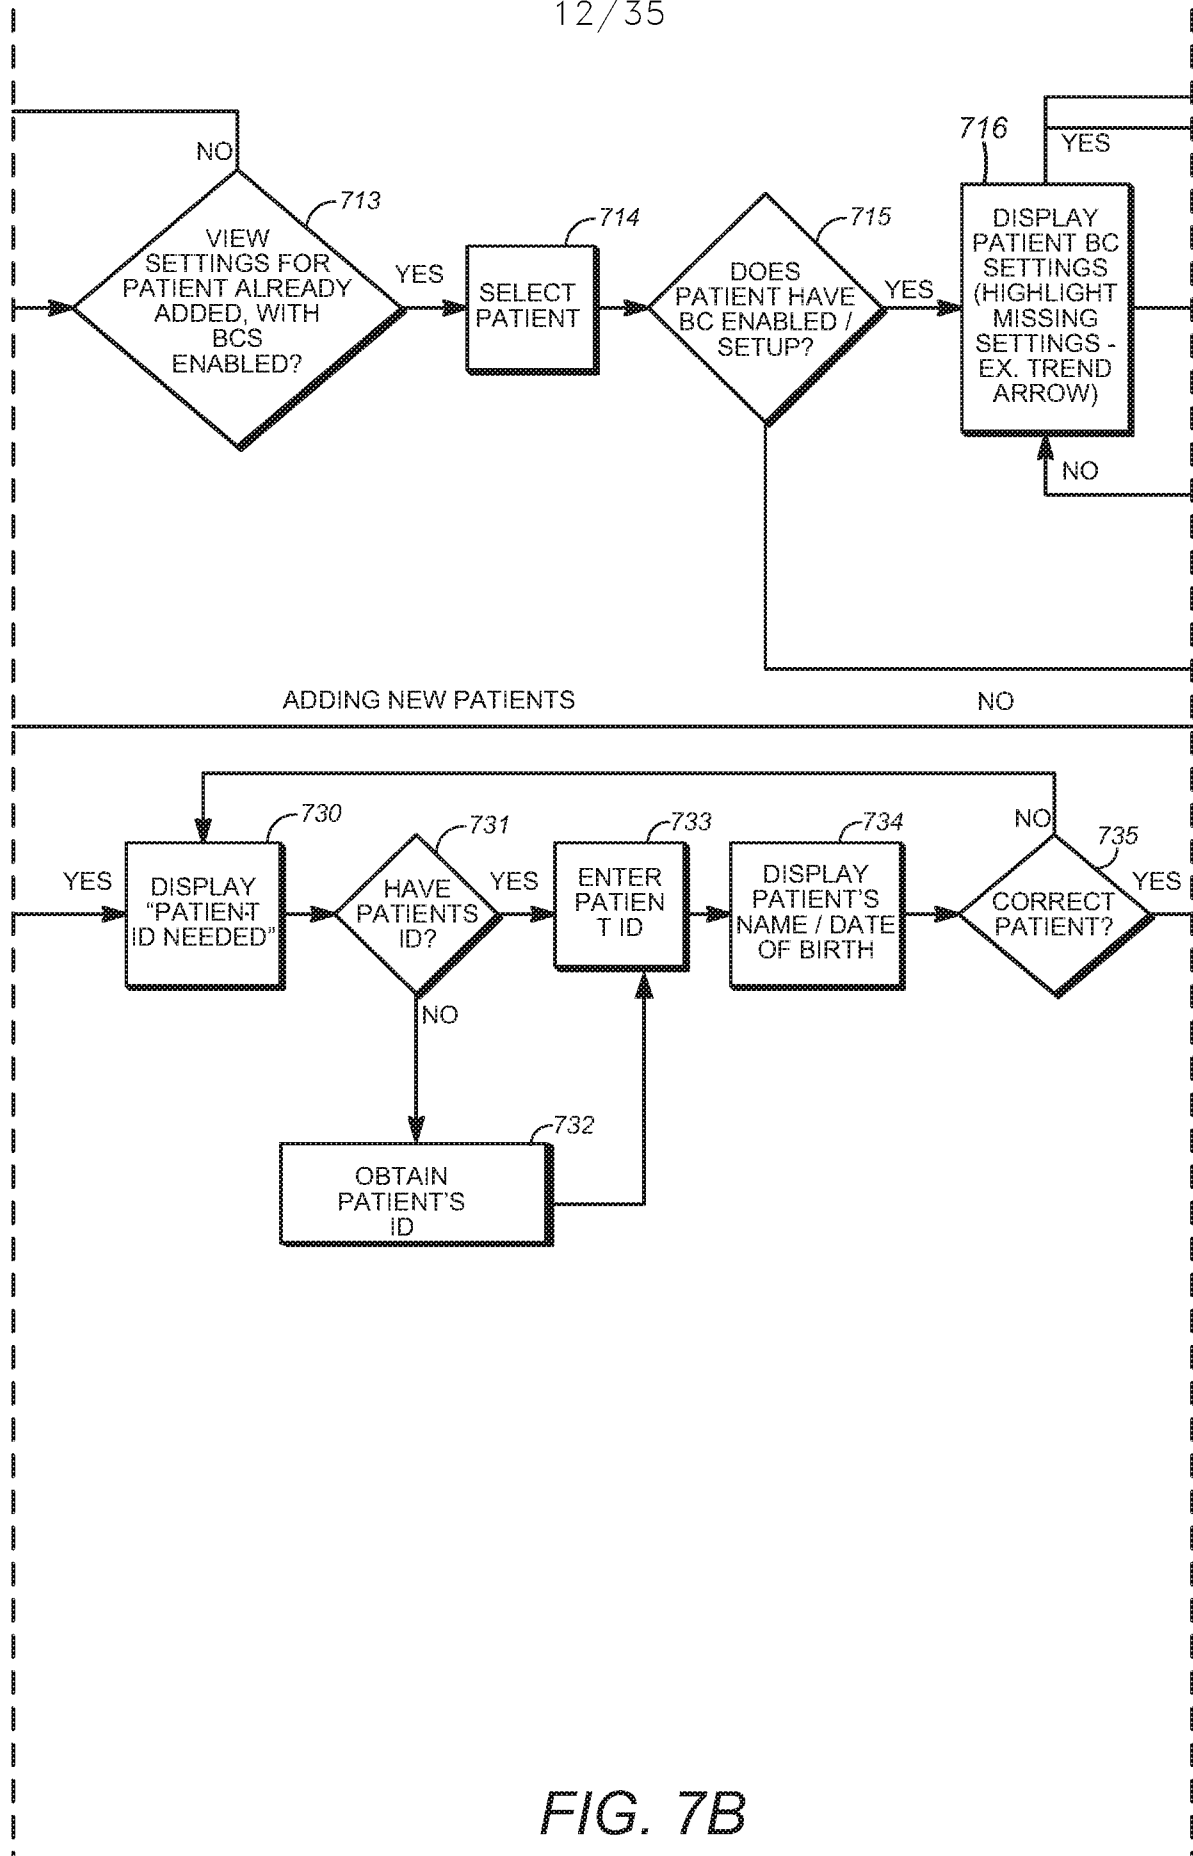 12/35
NO
713
VIEW
SETTINGS FOR
PATIENT ALREADY
ADDED, WITH
BCS
ENABLED?
YES
714
SELECT
PATIENT
715
DOES
PATIENT HAVE
BC ENABLED /
SETUP?
YES
716
YES
DISPLAY
PATIENT BC
SETTINGS
(HIGHLIGHT
MISSING
SETTINGS -
EX. TREND
ARROW)
NO
ADDING NEW PATIENTS
NO
YES
730
DISPLAY
"PATIENT
ID NEEDED"
731
HAVE
PATIENTS
ID?
YES
NO
732
OBTAIN
PATIENT'S
ID
733
ENTER
PATIEN
T ID
734
DISPLAY
PATIENT'S
NAME / DATE
OF BIRTH
NO
735
CORRECT
PATIENT?
YES
FIG. 7B